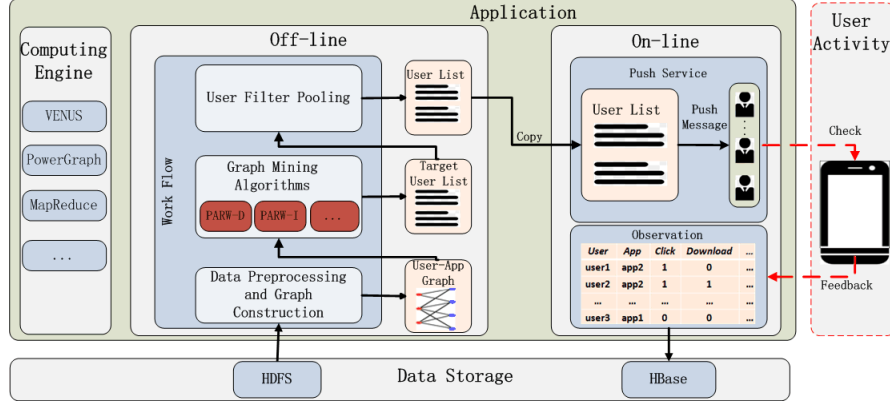 Application
Computing
Engine
VENUS
PowerGraph
MapReduce
...
Off-line
Work Flow
User Filter Pooling
User List
Graph Mining
Algorithms
PARW-D
PARW-I
...
Target
User List
Data Preprocessing
and Graph
Construction
User-App
Graph
Copy
On-line
Push Service
User List
Push
Message
Observation
User App Click Download ...
user1 app2 1 0 ...
user2 app2 1 1 ...
... ... ... ... ...
user3 app1 0 0 ...
User
Activity
Check
Feedback
HDFS
Data Storage
HBase